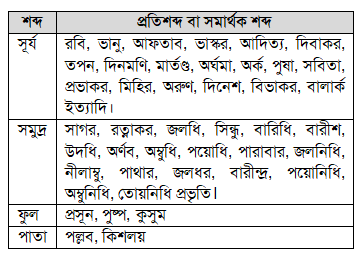 শব্দ প্রতিশব্দ বা সমার্থক শব্দ
সূর্য রবি, ভানু, আফতাব, ভাস্কর, আদিত্য, দিবাকর,
তপন, দিনমণি, মার্তণ্ড, অর্যমা, অর্ক, পুষা, সবিতা,
প্রভাকর, মিহির, অরুণ, দিনেশ, বিভাকর, বালার্ক
ইত্যাদি।
সমুদ্র সাগর, রত্নাকর, জলধি, সিন্ধু, বারিধি, বারীশ,
উদধি, অর্ণব, অম্বুধি, পয়োধি, পারাবার, জলনিধি,
নীলাম্বু, পাথার, জলধর, বারীন্দ্র, পয়োনিধি,
অম্বুনিধি, তোয়নিধি প্রভৃতি।
ফুল প্রসূন, পুষ্প, কুসুম
পাতা পল্লব, কিশলয়